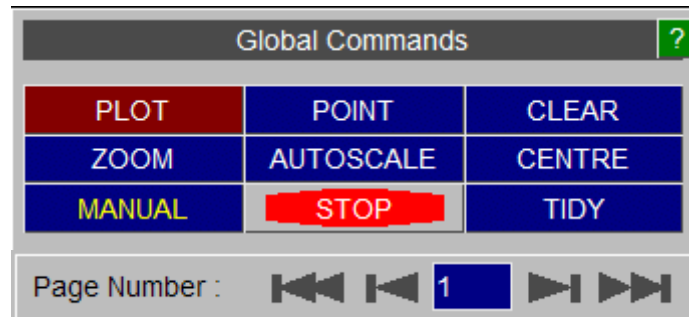 Global Commands ?
PLOT POINT CLEAR
ZOOM AUTOSCALE CENTRE
MANUAL STOP TIDY
Page Number : 1